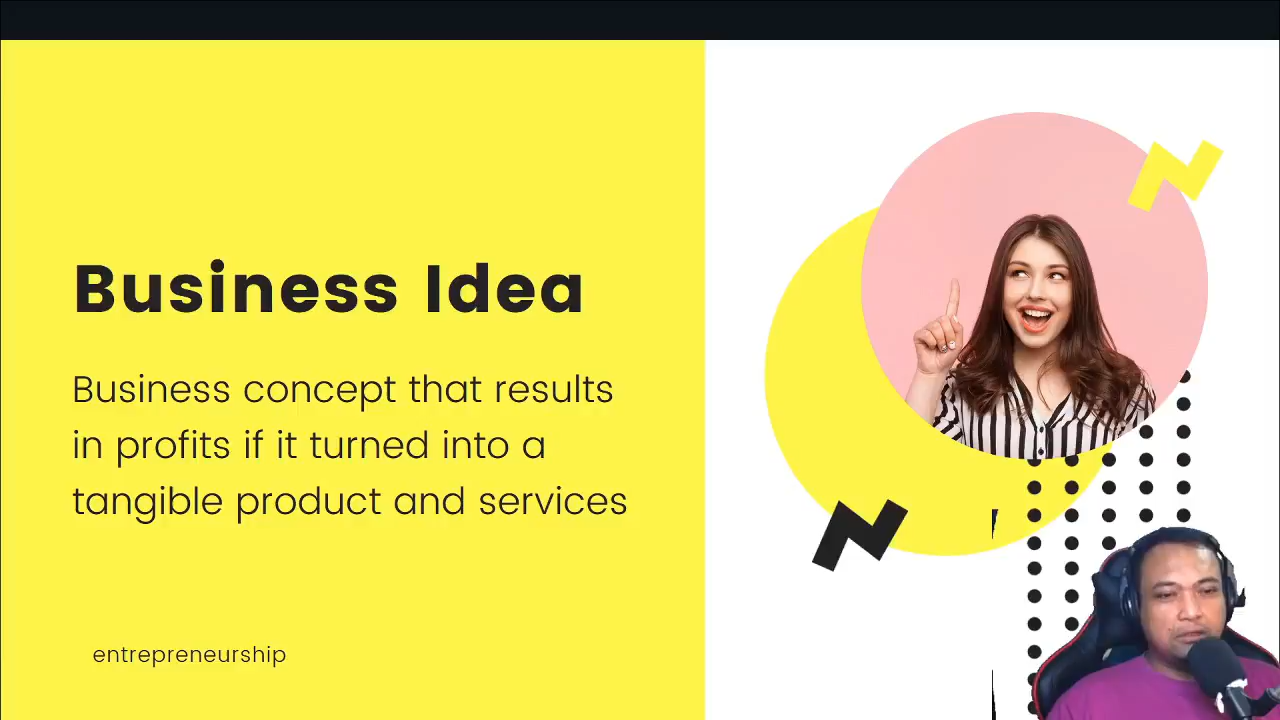 Business Idea
Business concept that results
in profits if it turned into a
tangible product and services
entrepreneurship